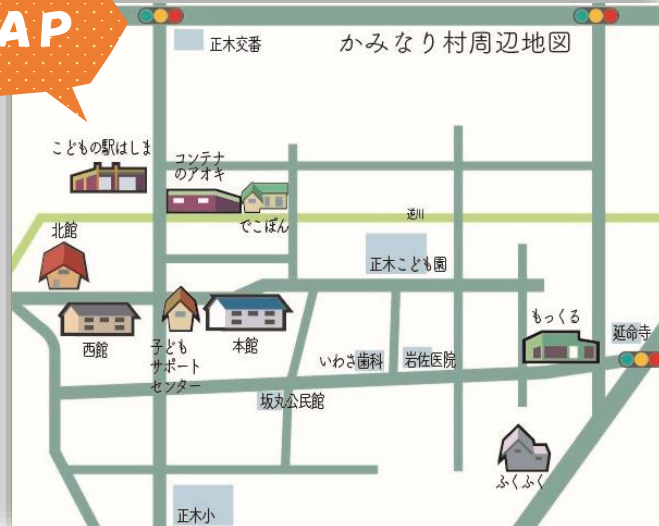 AP
かみなり村周辺地図
正木交番
こどもの駅はしま
コンテナ
のアオキ
でこぽん
逆川
北館
正木こども園
西館
子ども
サポート
センター
本館
もっくる
延命寺
いわさ歯科
岩佐医院
坂丸公民館
ふくふく
正木小